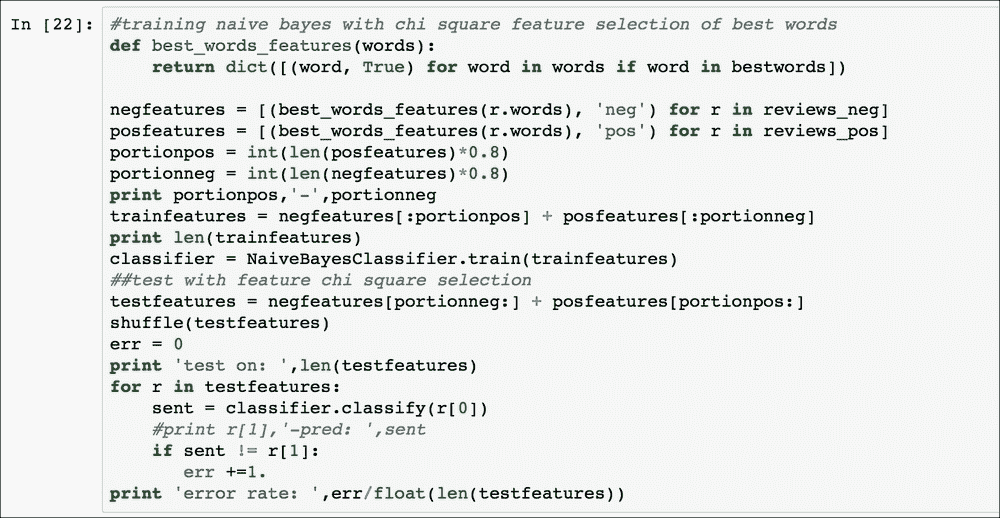 In [22]: #training naive bayes with chi square feature selection of best words
def best_words_features(words):
    return dict([(word, True) for word in words if word in bestwords])

negfeatures = [(best_words_features(r.words), 'neg') for r in reviews_neg]
posfeatures = [(best_words_features(r.words), 'pos') for r in reviews_pos]
portionpos = int(len(posfeatures)*0.8)
portionneg = int(len(negfeatures)*0.8)
print portionpos,'-',portionneg
trainfeatures = negfeatures[:portionpos] + posfeatures[:portionneg]
print len(trainfeatures)
classifier = NaiveBayesClassifier.train(trainfeatures)
##test with feature chi square selection
testfeatures = negfeatures[portionneg:] + posfeatures[portionpos:]
shuffle(testfeatures)
err = 0
print 'test on: ',len(testfeatures)
for r in testfeatures:
    sent = classifier.classify(r[0])
    #print r[1],'-pred: ',sent
    if sent != r[1]:
       err +=1.
print 'error rate: ',err/float(len(testfeatures))